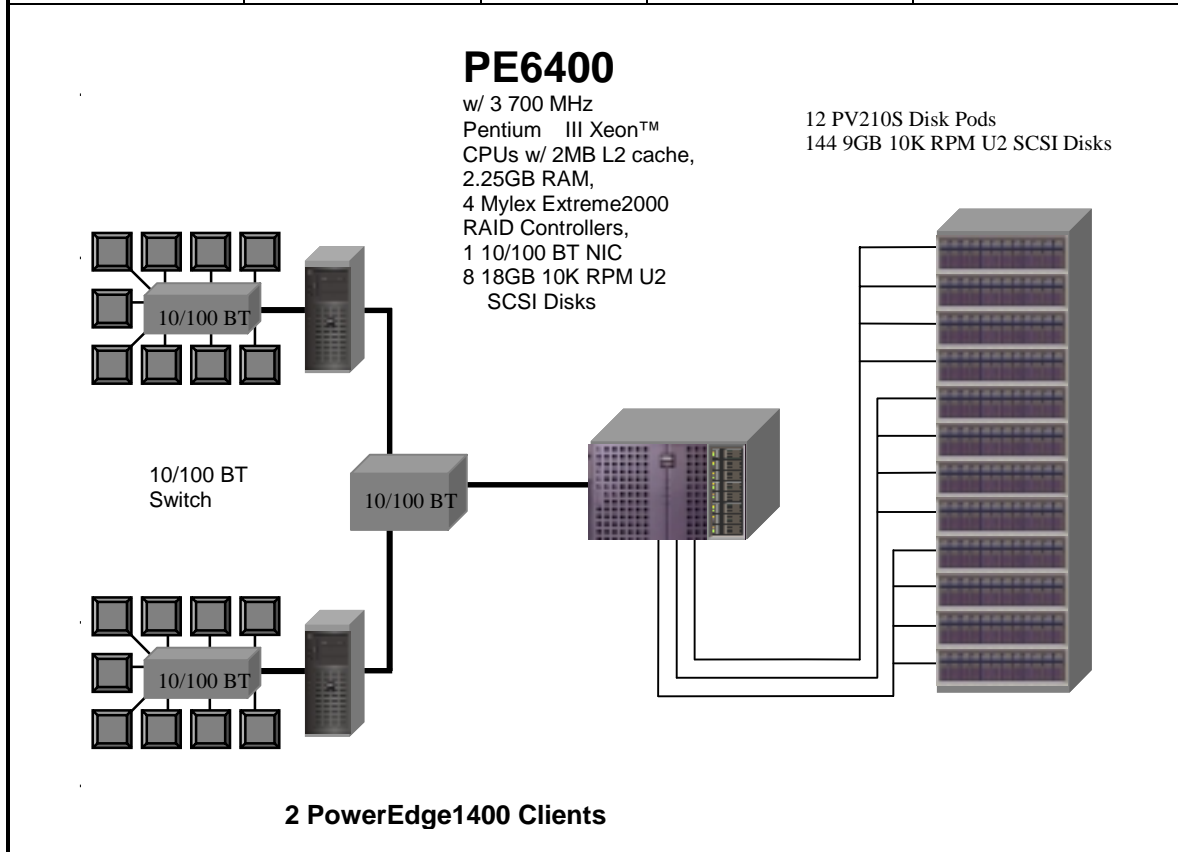 PE6400
w/ 3 700 MHz
Pentium III Xeon™
CPUs w/ 2MB L2 cache,
2.25GB RAM,
4 Mylex Extreme2000
RAID Controllers,
1 10/100 BT NIC
8 18GB 10K RPM U2
SCSI Disks
12 PV210S Disk Pods
144 9GB 10K RPM U2 SCSI Disks
10/100 BT
10/100 BT
Switch
10/100 BT
10/100 BT
2 PowerEdge1400 Clients